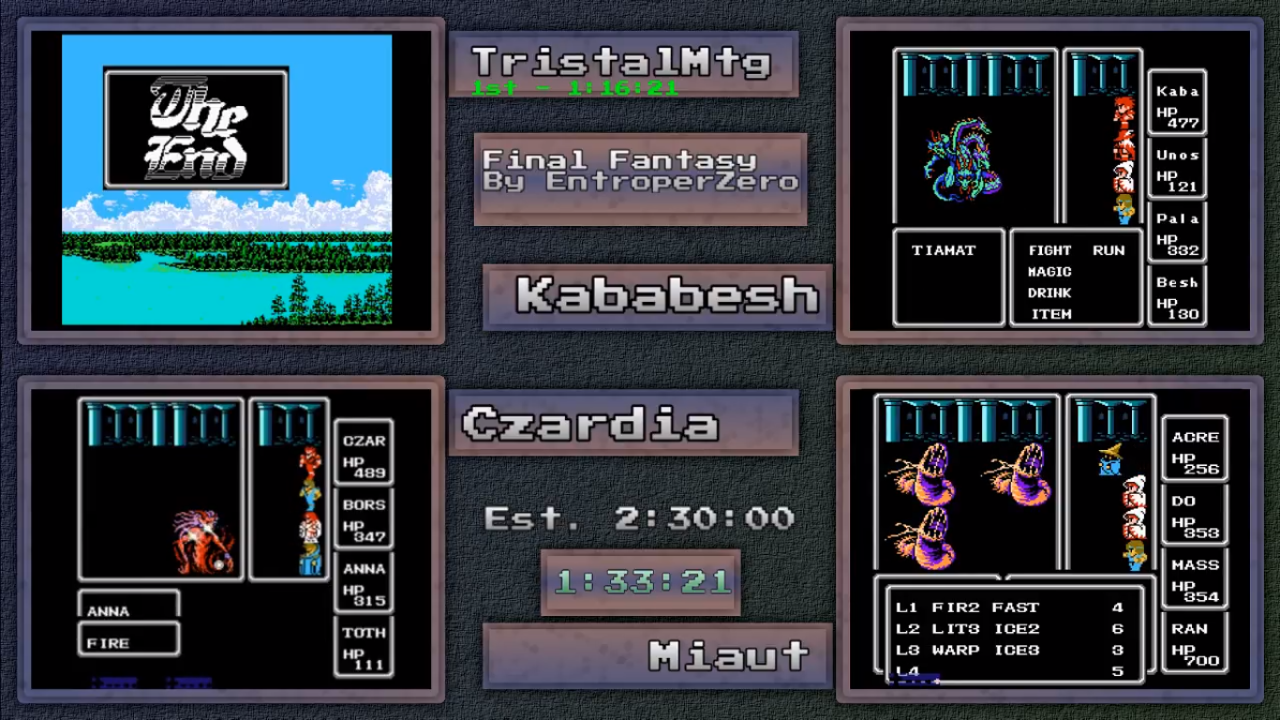 The
End
TristalMtg
1st - 1:16:21
Final Fantasy
By EntroperZero
Kababesh
Kaba
HP
477
Unos
HP
121
Pala
HP
332
Besh
HP
130
TIAMAT
FIGHT RUN
MAGIC
DRINK
ITEM
CZAR
HP
489
BORS
HP
347
ANNA
HP
315
TOTH
HP
111
ANNA
FIRE
Czardia
Est. 2:30:00
1:33:21
Miaut
ACRE
HP
256
DO
HP
353
MASS
HP
354
RAN
HP
700
L1 FIR2 FAST 4
L2 LIT3 ICE2 6
L3 WARP ICE3 3
L4 5